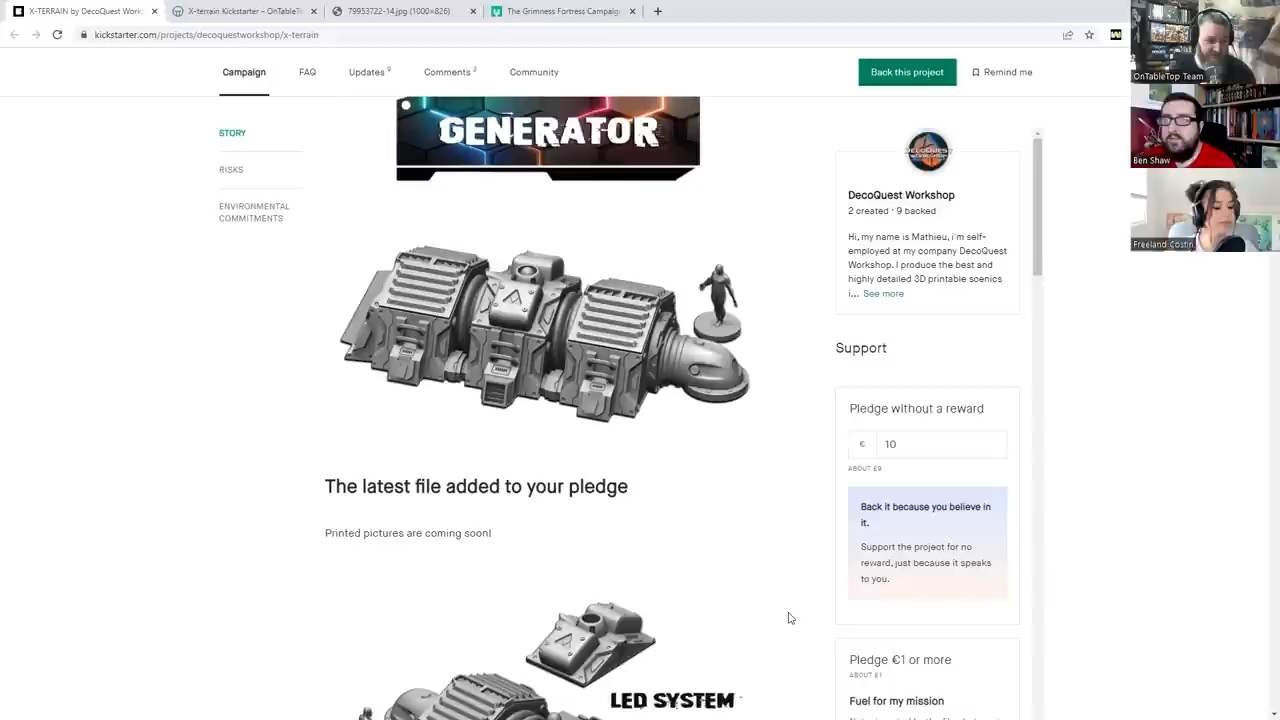 X-TERRAIN by DecoQuest Work
X-terrain Kickstarter – OnTableT
79953722-14.jpg (1000×826)
The Grimness Fortress Campaig
kickstarter.com/projects/decoquestworkshop/x-terrain
Campaign
FAQ
Updates 9
Comments 2
Community
Back this project
Remind me
STORY
RISKS
ENVIRONMENTAL
COMMITMENTS
GENERATOR
The latest file added to your pledge
Printed pictures are coming soon!
LED SYSTEM
DecoQuest Workshop
2 created · 9 backed
Hi, my name is Mathieu, i'm self-
employed at my company DecoQuest
Workshop. I produce the best and
highly detailed 3D printable scenics
i... See more
Support
Pledge without a reward
€ 10
ABOUT £9
Back it because you believe in
it.
Support the project for no
reward, just because it speaks
to you.
Pledge €1 or more
ABOUT £1
Fuel for my mission
OnTableTop Team
Ben Shaw
Freeland Costin